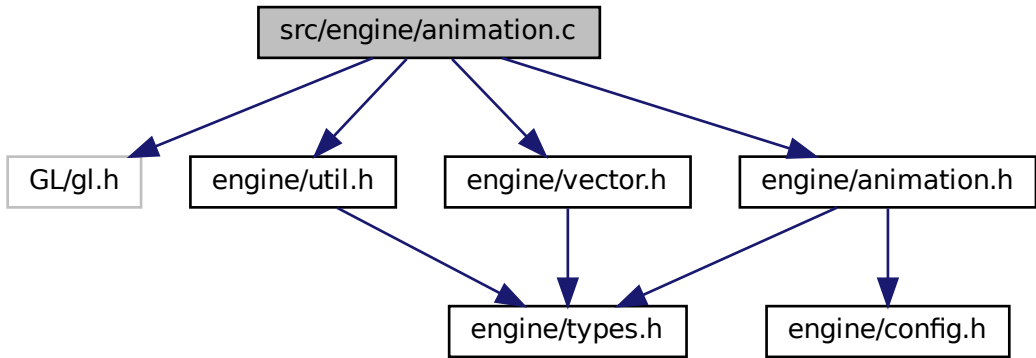 src/engine/animation.c
GL/gl.h
engine/util.h
engine/vector.h
engine/animation.h
engine/types.h
engine/config.h